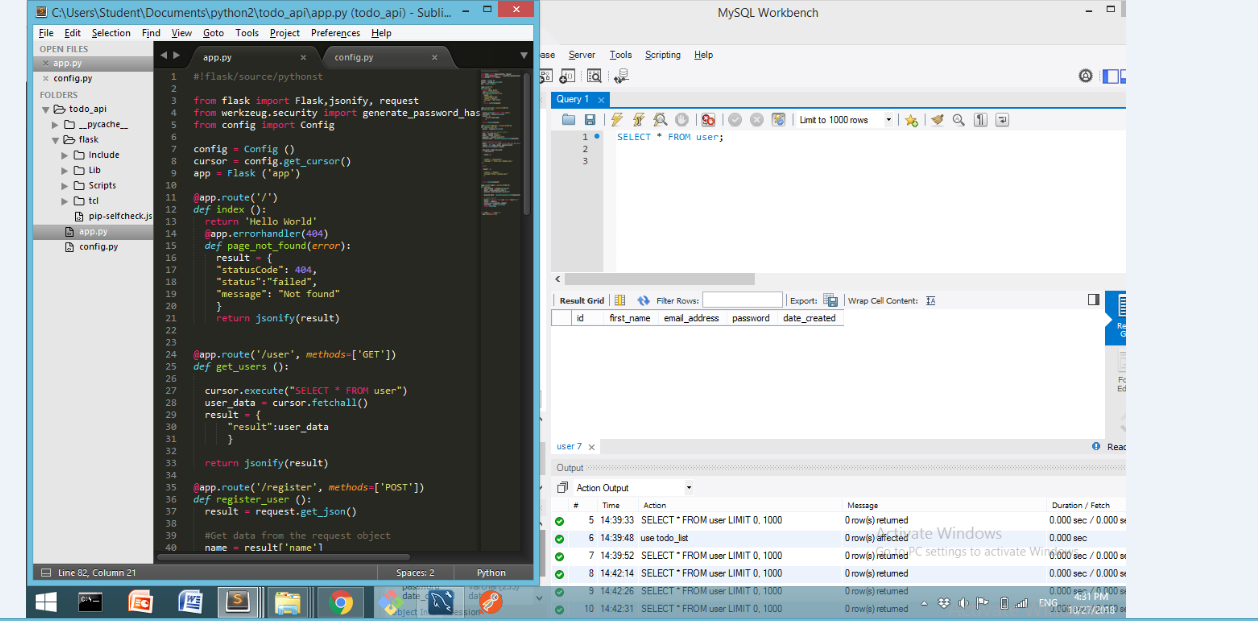 C:\Users\Student\Documents\python2\todo_api\app.py (todo_api) - Subli...
File Edit Selection Find View Goto Tools Project Preferences Help
OPEN FILES
app.py
config.py
FOLDERS
todo_api
__pycache__
flask
Include
Lib
Scripts
tcl
pip-selfcheck.js
app.py
config.py
app.py config.py
1 #!flask/source/pythonst
2
3 from flask import Flask,jsonify, request
4 from werkzeug.security import generate_password_has
5 from config import Config
6
7 config = Config ()
8 cursor = config.get_cursor()
9 app = Flask ('app')
10
11 @app.route('/')
12 def index ():
13 return 'Hello World'
14 @app.errorhandler(404)
15 def page_not_found(error):
16 result = {
17 "statusCode": 404,
18 "status":"failed",
19 "message": "Not found"
20 }
21 return jsonify(result)
22
23
24 @app.route('/user', methods=['GET'])
25 def get_users ():
26
27 cursor.execute("SELECT * FROM user")
28 user_data = cursor.fetchall()
29 result = {
30 "result":user_data
31 }
32
33 return jsonify(result)
34
35 @app.route('/register', methods=['POST'])
36 def register_user ():
37 result = request.get_json()
38
39 #Get data from the request object
40 name = result['name']
Line 82, Column 21 Spaces: 2 Python
MySQL Workbench
ase Server Tools Scripting Help
Query 1
Limit to 1000 rows
1 SELECT * FROM user;
2
3
Result Grid Filter Rows: Export: Wrap Cell Content:
id first_name email_address password date_created
user 7 Read
Output
Action Output
# Time Action Message Duration / Fetch
5 14:39:33 SELECT * FROM user LIMIT 0, 1000 0 row(s) returned 0.000 sec / 0.000 se
6 14:39:48 use todo_list 0 row(s) affected 0.000 sec
7 14:39:52 SELECT * FROM user LIMIT 0, 1000 0 row(s) returned 0.000 sec / 0.000 se
8 14:42:14 SELECT * FROM user LIMIT 0, 1000 0 row(s) returned 0.000 sec / 0.000 se
9 14:42:26 SELECT * FROM user LIMIT 0, 1000 0 row(s) returned 0.000 sec / 0.000 se
10 14:42:31 SELECT * FROM user LIMIT 0, 1000 0 row(s) returned
Activate Windows
Go to PC settings to activate Windows
ENG
4:31 PM
10/27/2018